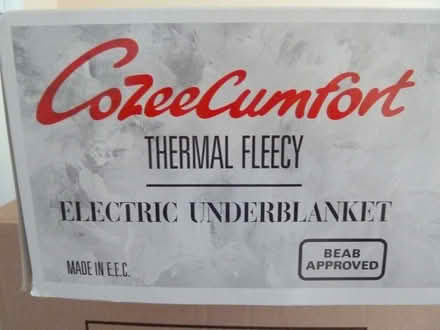 CozeeCumfort
THERMAL FLEECY
ELECTRIC UNDERBLANKET
MADE IN E.E.C.
BEAB
APPROVED